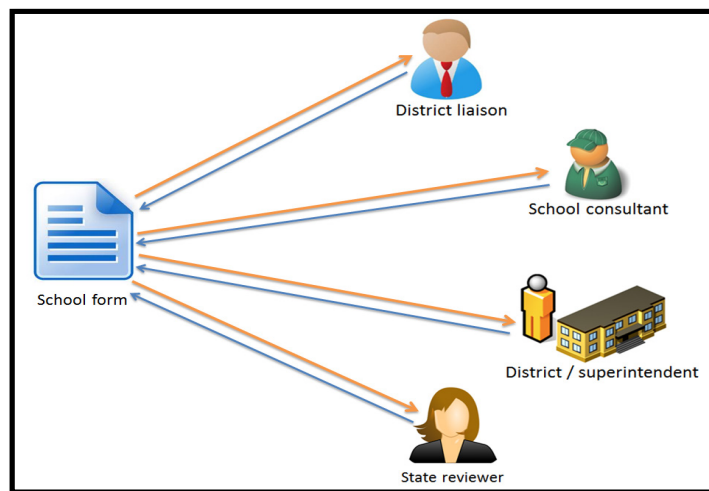 District liaison
School consultant
School form
District / superintendent
State reviewer